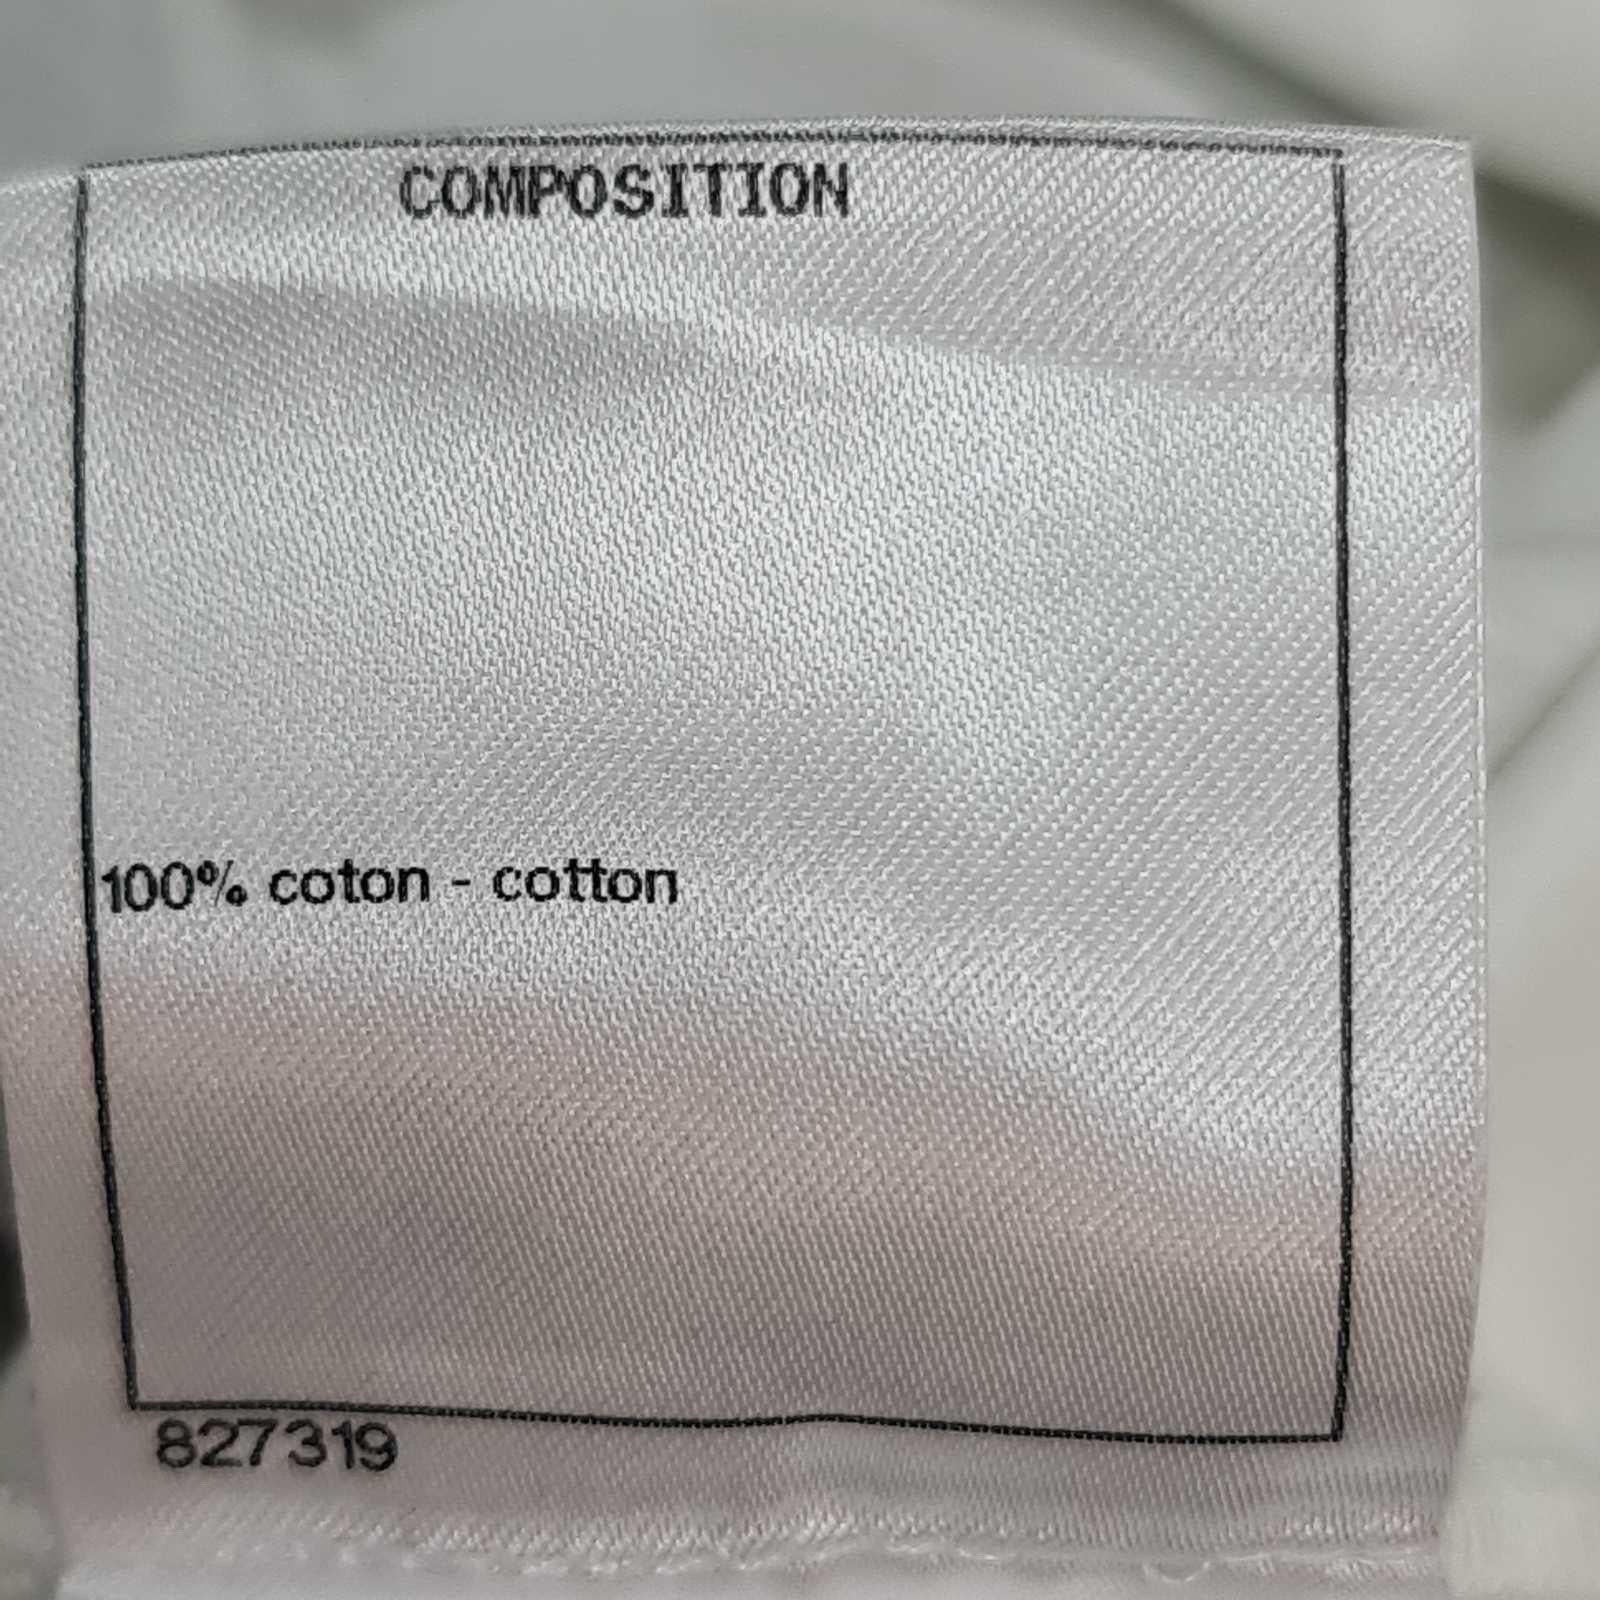 COMPOSITION
100% coton - cotton
827319